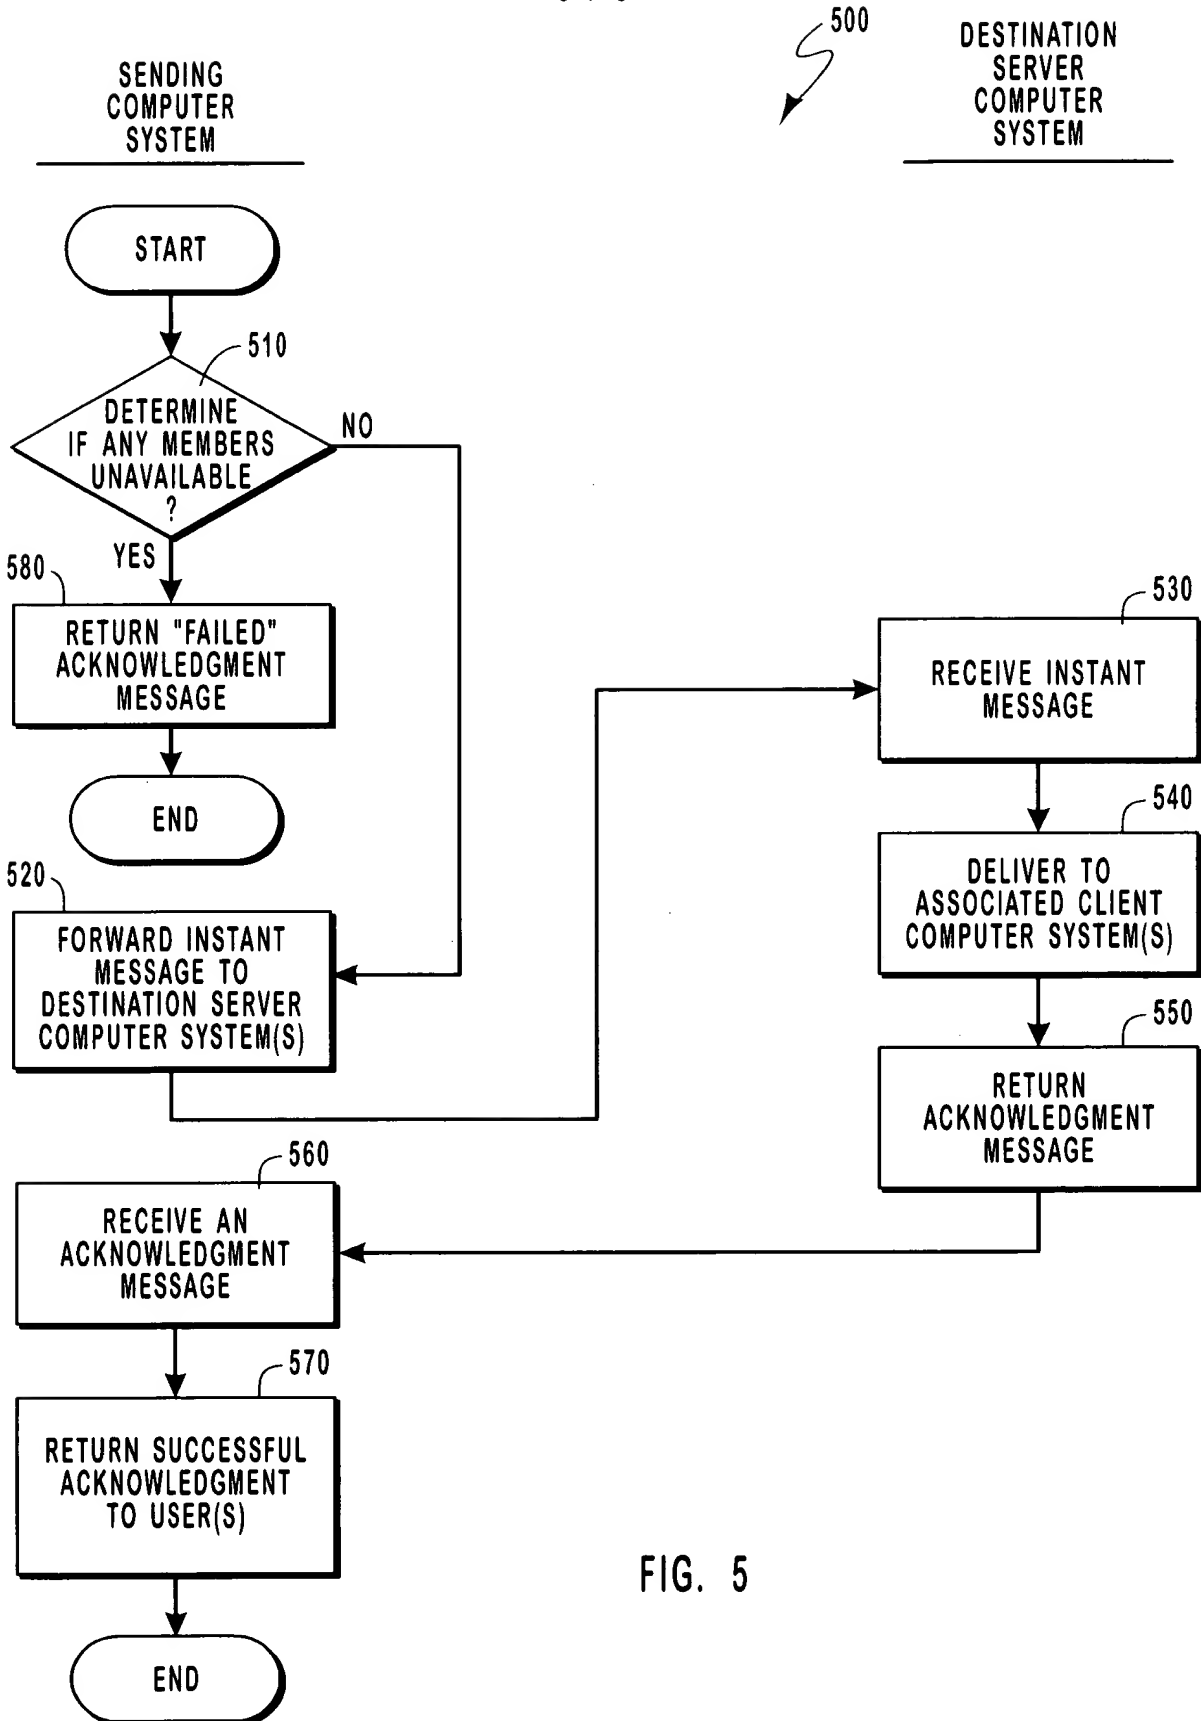 500
SENDING
COMPUTER
SYSTEM
DESTINATION
SERVER
COMPUTER
SYSTEM
START
510
DETERMINE
IF ANY MEMBERS
UNAVAILABLE
?
NO
YES
580
RETURN "FAILED"
ACKNOWLEDGMENT
MESSAGE
END
520
FORWARD INSTANT
MESSAGE TO
DESTINATION SERVER
COMPUTER SYSTEM(S)
530
RECEIVE INSTANT
MESSAGE
540
DELIVER TO
ASSOCIATED CLIENT
COMPUTER SYSTEM(S)
550
RETURN
ACKNOWLEDGMENT
MESSAGE
560
RECEIVE AN
ACKNOWLEDGMENT
MESSAGE
570
RETURN SUCCESSFUL
ACKNOWLEDGMENT
TO USER(S)
END
FIG. 5